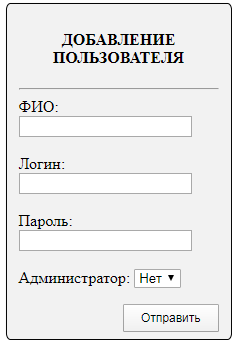 ДОБАВЛЕНИЕ
ПОЛЬЗОВАТЕЛЯ
ФИО:
Логин:
Пароль:
Администратор: Нет
Отправить